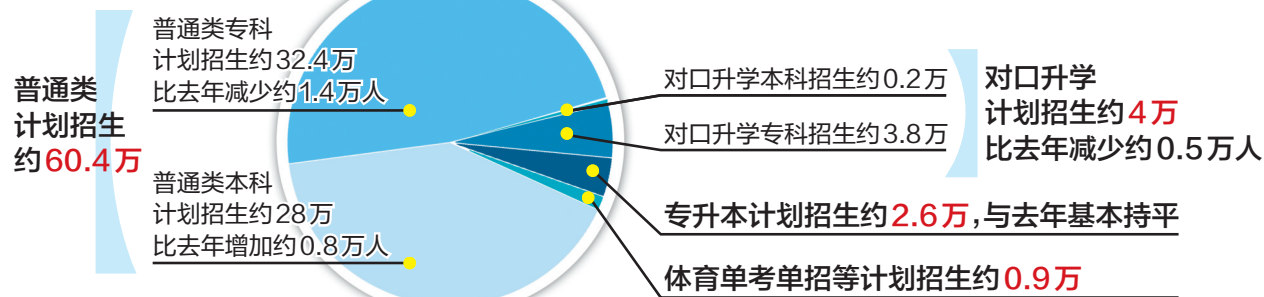 普通类
计划招生
约60.4万
普通类专科
计划招生约32.4万
比去年减少约1.4万人
普通类本科
计划招生约28万
比去年增加约0.8万人
对口升学本科招生约0.2万
对口升学专科招生约3.8万
对口升学
计划招生约4万
比去年减少约0.5万人
专升本计划招生约2.6万,与去年基本持平
体育单考单招等计划招生约0.9万